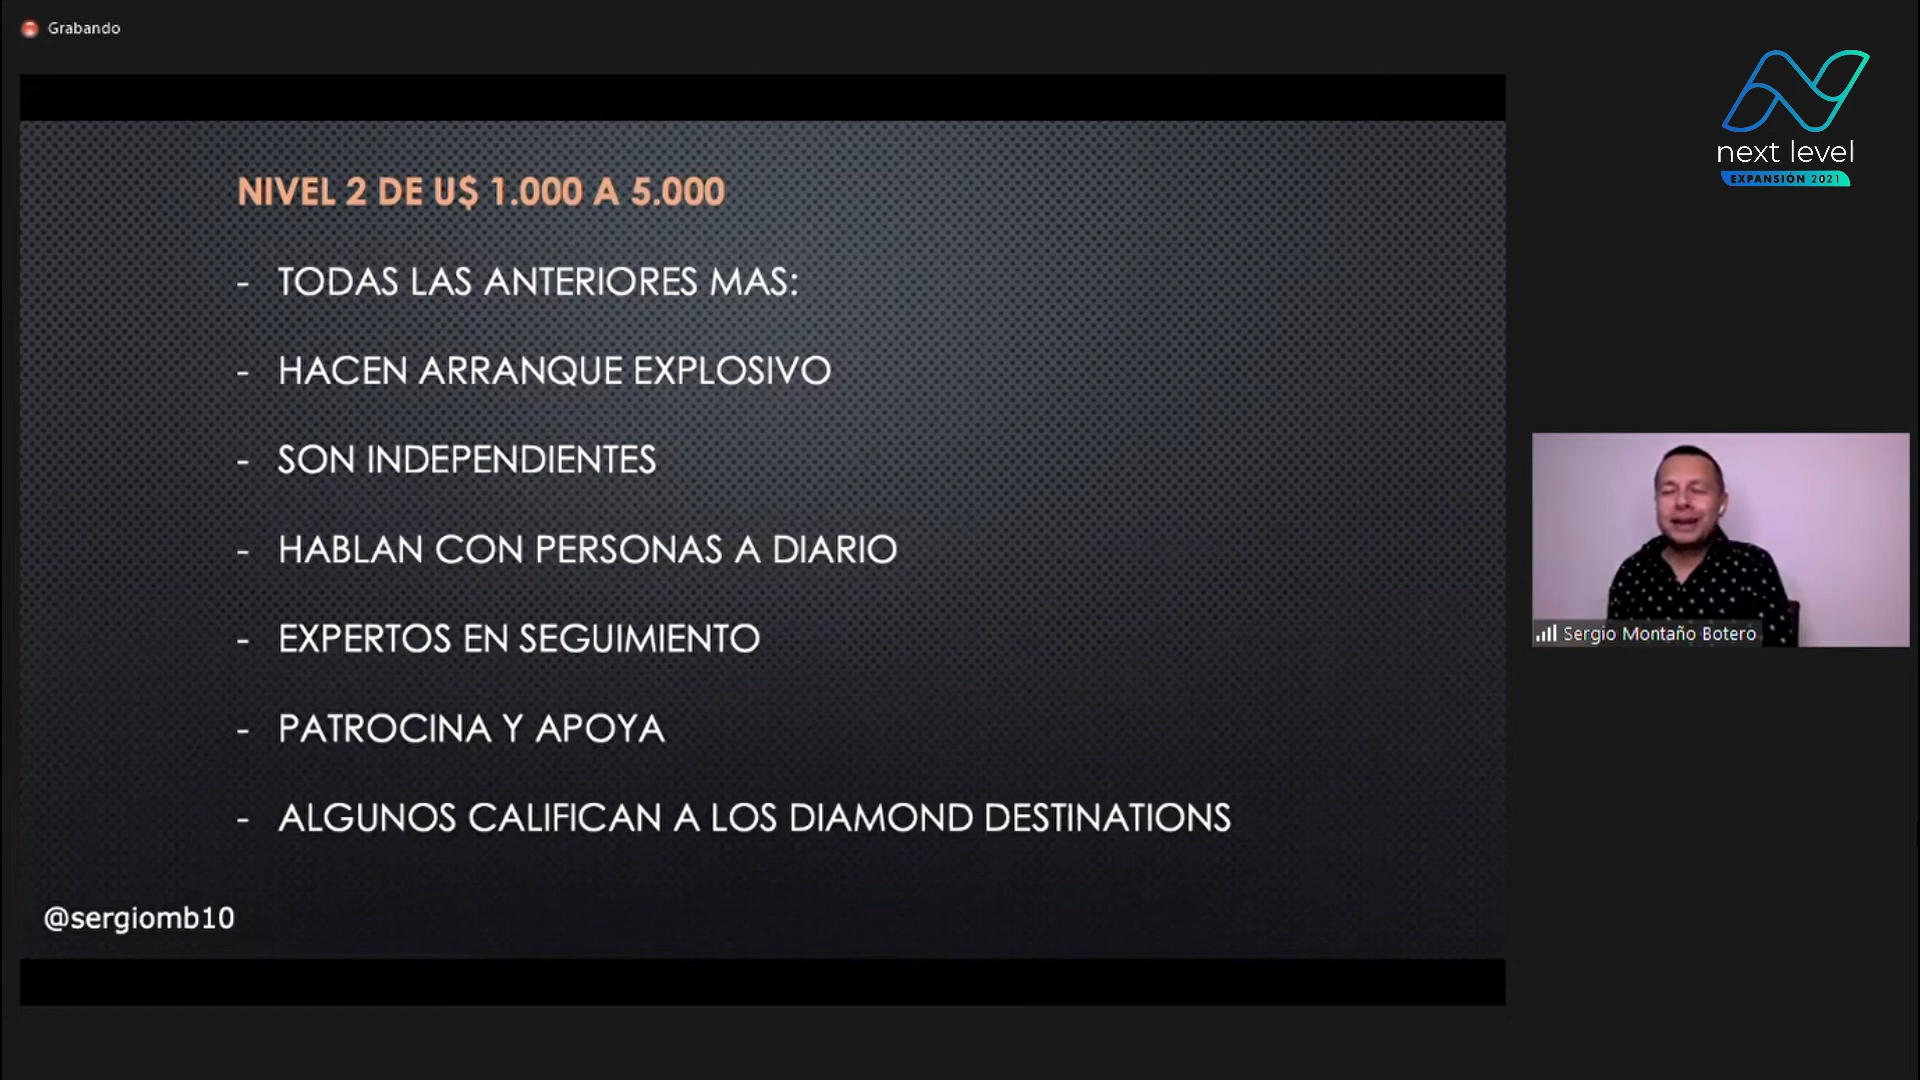 Grabando
next level
EXPANSIÓN 2021
NIVEL 2 DE U$ 1.000 A 5.000
- TODAS LAS ANTERIORES MAS:
- HACEN ARRANQUE EXPLOSIVO
- SON INDEPENDIENTES
- HABLAN CON PERSONAS A DIARIO
- EXPERTOS EN SEGUIMIENTO
- PATROCINA Y APOYA
- ALGUNOS CALIFICAN A LOS DIAMOND DESTINATIONS
@sergiomb10
Sergio Montaño Botero